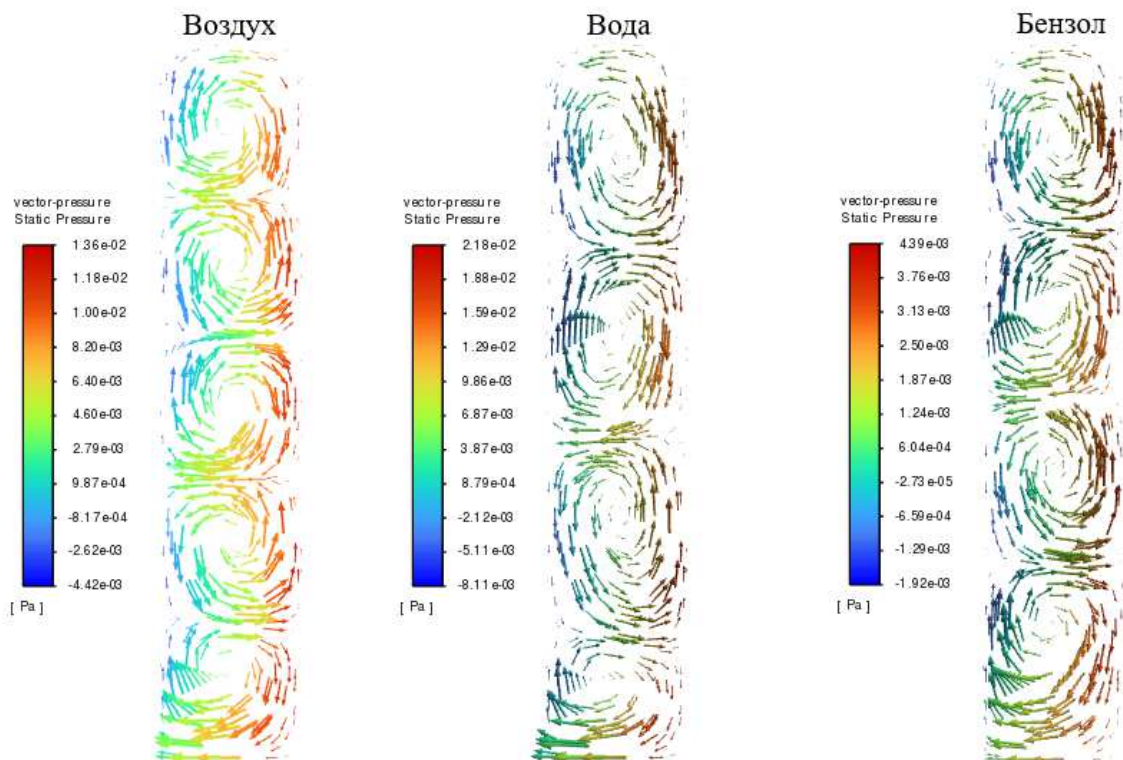 Воздух
Вода
Бензол
vector-pressure
Static Pressure
1.36e-02
1.18e-02
1.00e-02
8.20e-03
6.40e-03
4.60e-03
2.79e-03
9.87e-04
-8.17e-04
-2.62e-03
-4.42e-03
[ Pa ]
vector-pressure
Static Pressure
2.18e-02
1.88e-02
1.59e-02
1.29e-02
9.86e-03
6.87e-03
3.87e-03
8.79e-04
-2.12e-03
-5.11e-03
-8.11e-03
[ Pa ]
vector-pressure
Static Pressure
4.39e-03
3.76e-03
3.13e-03
2.50e-03
1.87e-03
1.24e-03
6.04e-04
-2.73e-05
-6.59e-04
-1.29e-03
-1.92e-03
[ Pa ]